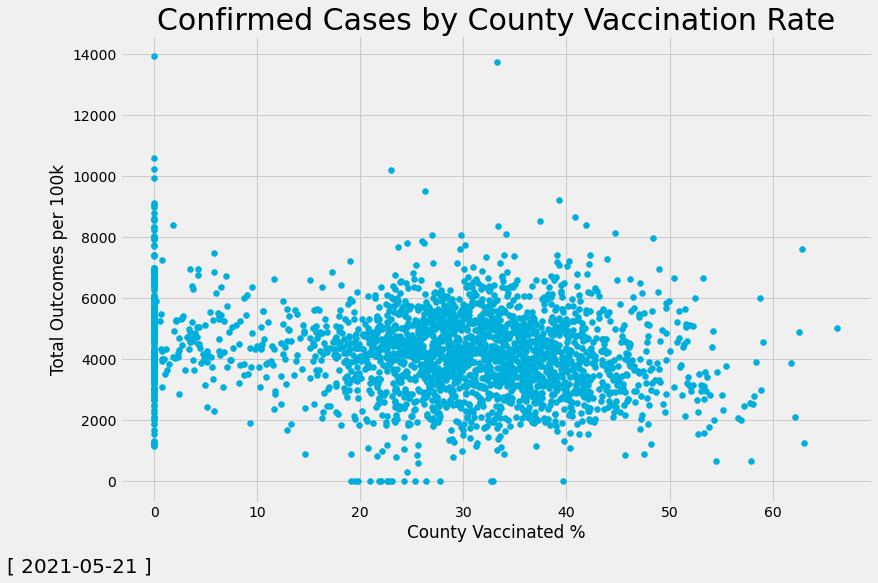 Confirmed Cases by County Vaccination Rate
14000
12000
10000
8000
6000
4000
2000
0
Total Outcomes per 100k
0 10 20 30 40 50 60
County Vaccinated %
[ 2021-05-21 ]